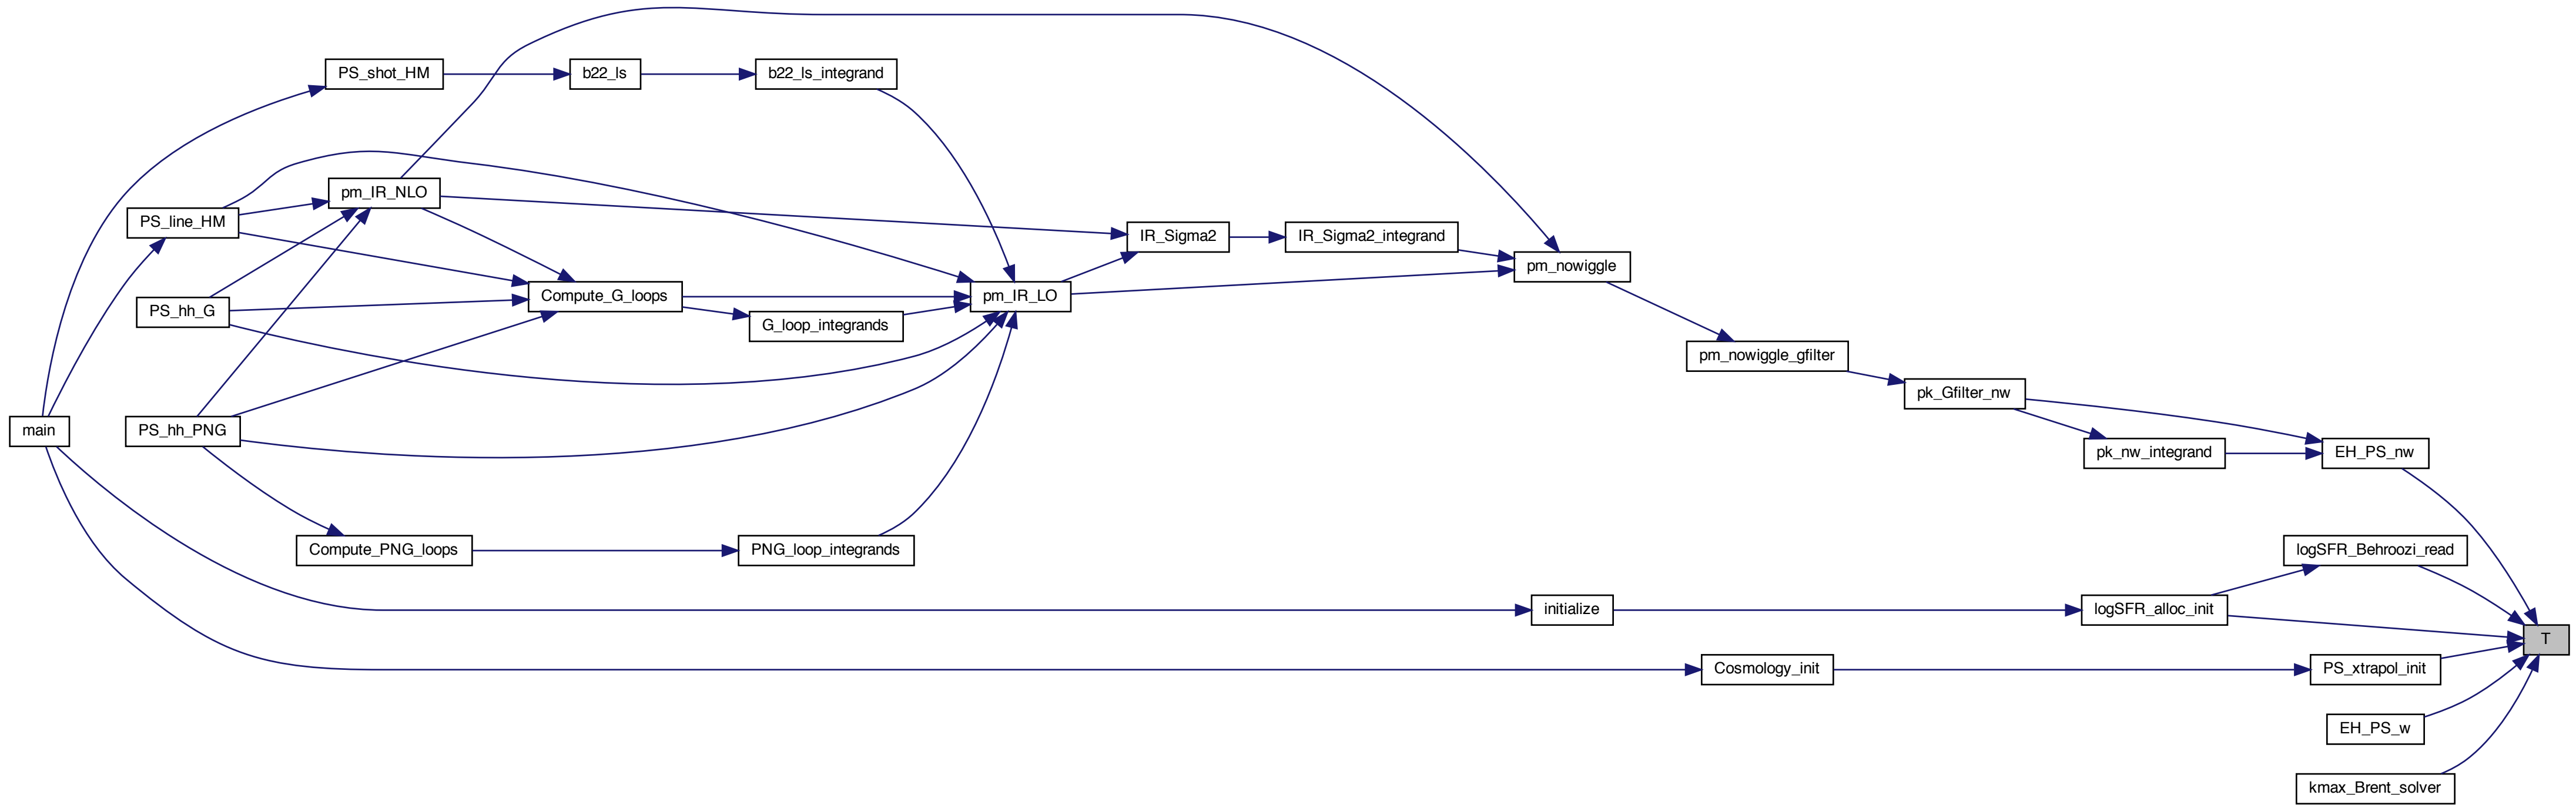 PS_shot_HM
b22_ls
b22_ls_integrand
pm_IR_NLO
PS_line_HM
IR_Sigma2
IR_Sigma2_integrand
pm_nowiggle
Compute_G_loops
pm_IR_LO
PS_hh_G
G_loop_integrands
pm_nowiggle_gfilter
pk_Gfilter_nw
main
PS_hh_PNG
pk_nw_integrand
EH_PS_nw
Compute_PNG_loops
PNG_loop_integrands
logSFR_Behroozi_read
initialize
logSFR_alloc_init
T
Cosmology_init
PS_xtrapol_init
EH_PS_w
kmax_Brent_solver